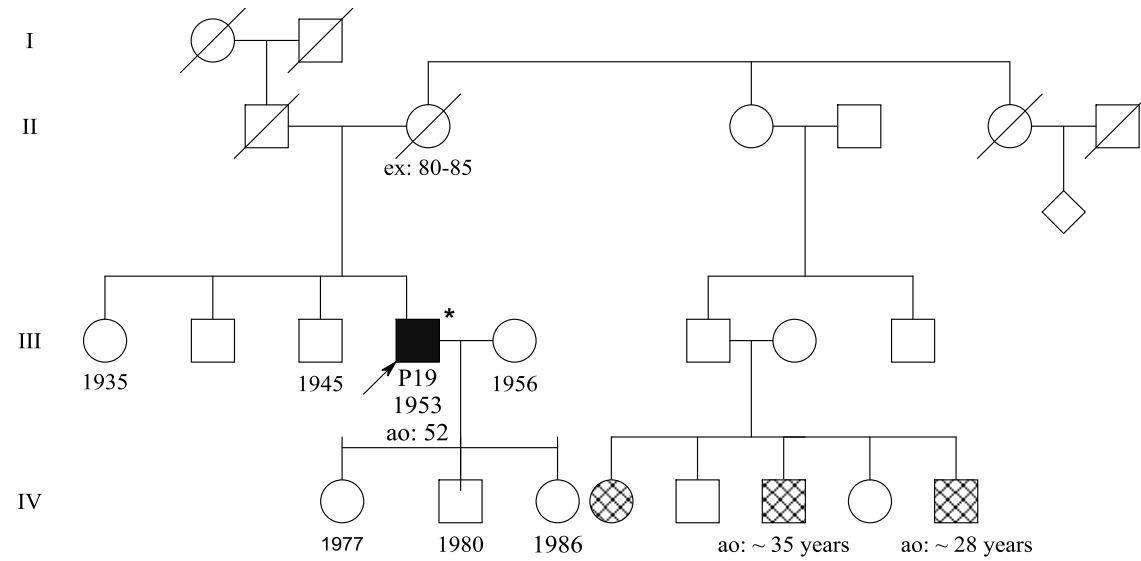 I
II
ex: 80-85
*
III
1935
1945
P19
1953
ao: 52
1956
IV
1977
1980
1986
ao: ~ 35 years
ao: ~ 28 years